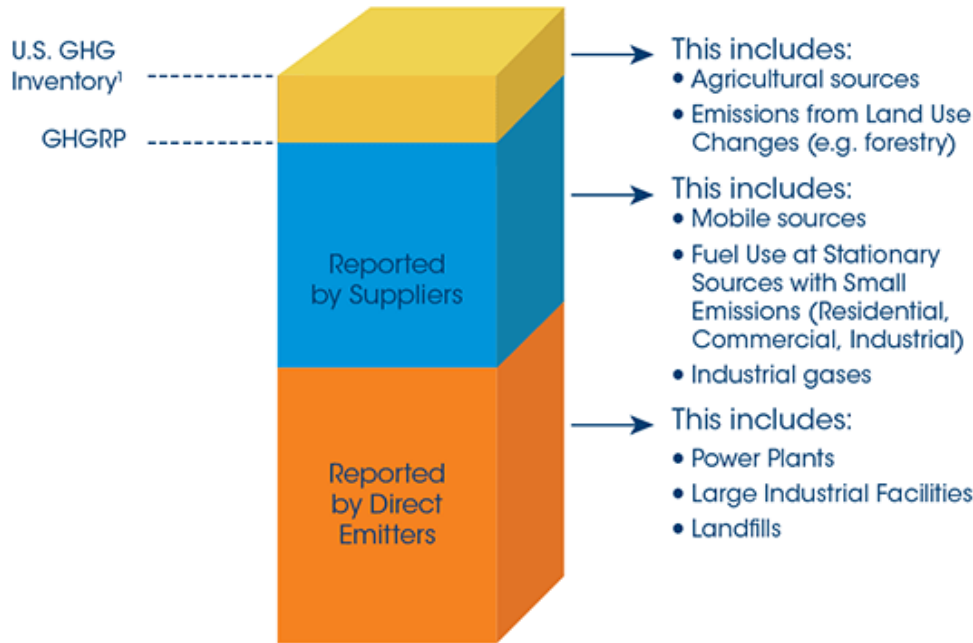 U.S. GHG
Inventory¹
GHGRP
Reported
by Suppliers
Reported
by Direct
Emitters
This includes:
• Agricultural sources
• Emissions from Land Use
Changes (e.g. forestry)
This includes:
• Mobile sources
• Fuel Use at Stationary
Sources with Small
Emissions (Residential,
Commercial, Industrial)
• Industrial gases
This includes:
• Power Plants
• Large Industrial Facilities
• Landfills